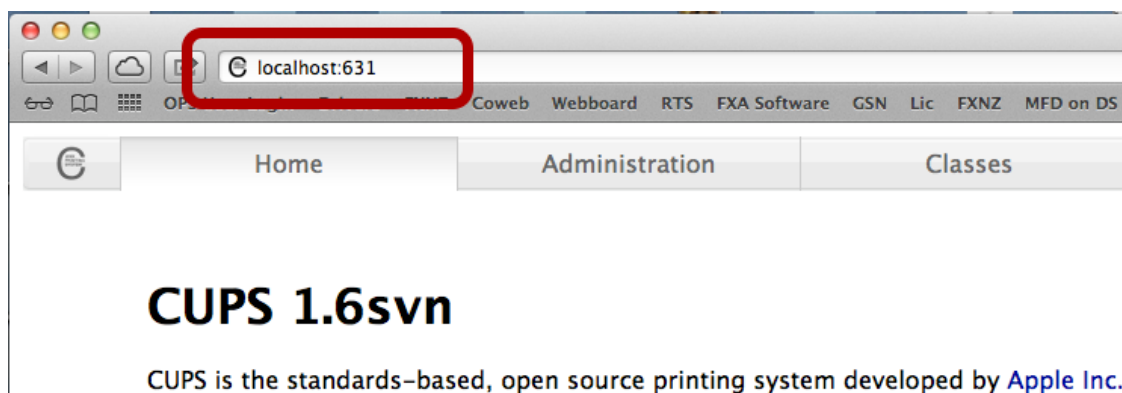 localhost:631
Coweb Webboard RTS FXA Software GSN Lic FXNZ MFD on DS
Home Administration Classes
CUPS 1.6svn
CUPS is the standards-based, open source printing system developed by Apple Inc.